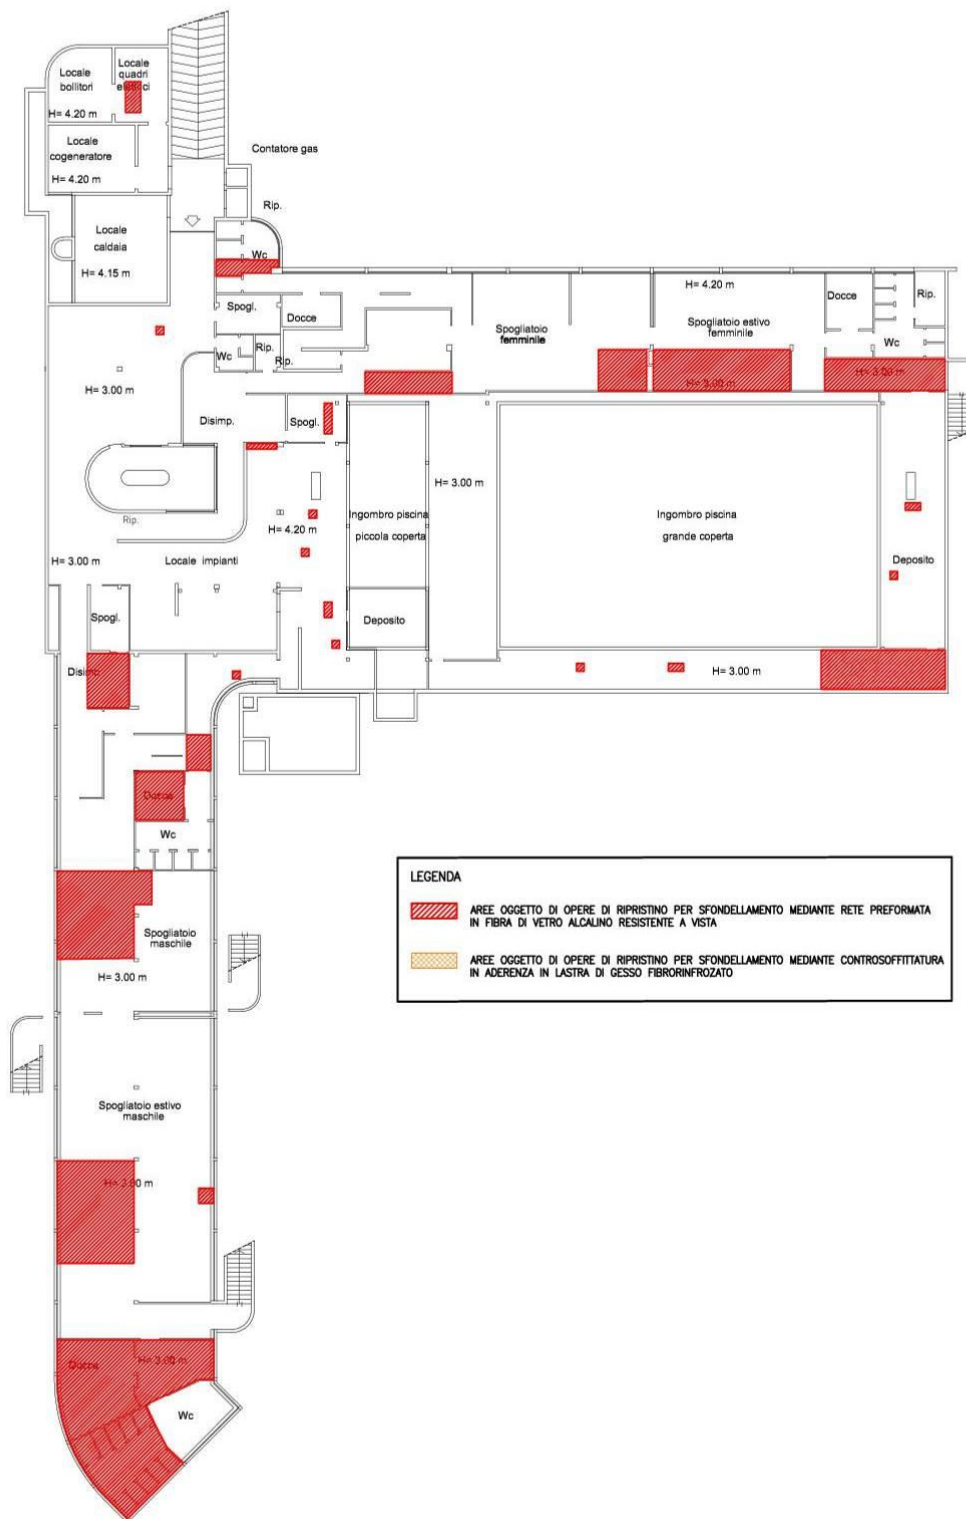 Locale
bollitori
Locale
quadri
elettrici
H= 4.20 m
Locale
cogeneratore
H= 4.20 m
Contatore gas
Rip.
Locale
caldaia
H= 4.15 m
Wc
Spogl.
Docce
Wc
Rip.
Rip.
H= 3.00 m
Disimp.
Spogl.
Spogliatoio
femminile
H= 4.20 m
Spogliatoio estivo
femminile
H= 3.00 m
Docce
Rip.
Wc
H= 3.00 m
Rip.
H= 4.20 m
Ingombro piscina
piccola coperta
H= 3.00 m
Ingombro piscina
grande coperta
Deposito
H= 3.00 m
Locale impianti
Spogl.
Deposito
Disimp.
H= 3.00 m
Docce
Wc
Spogliatoio
maschile
H= 3.00 m
LEGENDA
AREE OGGETTO DI OPERE DI RIPRISTINO PER SFONDELLAMENTO MEDIANTE RETE PREFORMATA
IN FIBRA DI VETRO ALCALINO RESISTENTE A VISTA
AREE OGGETTO DI OPERE DI RIPRISTINO PER SFONDELLAMENTO MEDIANTE CONTROSOFFITTATURA
IN ADERENZA IN LASTRA DI GESSO FIBRORINFROZATO
Spogliatoio estivo
maschile
H= 3.00 m
Docce
H= 3.00 m
Wc